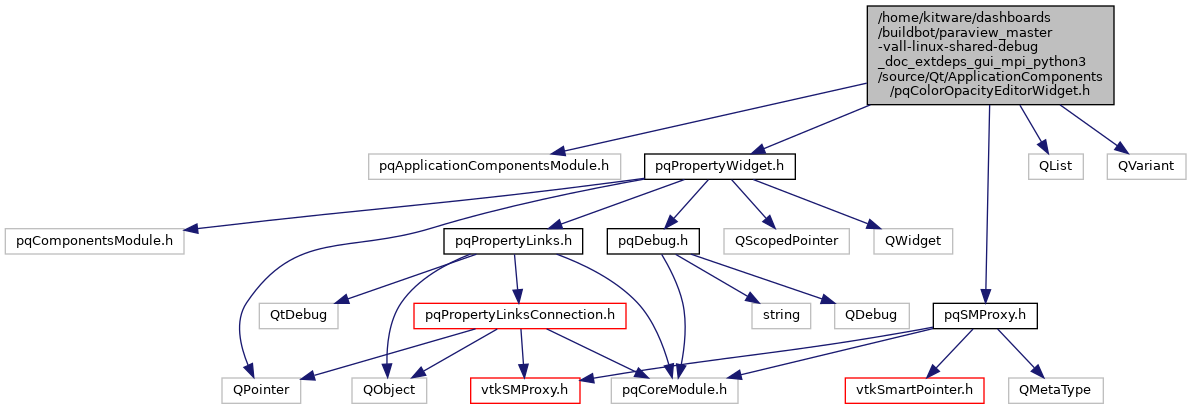 /home/kitware/dashboards
/buildbot/paraview_master
-vall-linux-shared-debug
_doc_extdeps_gui_mpi_python3
/source/Qt/ApplicationComponents
/pqColorOpacityEditorWidget.h
pqApplicationComponentsModule.h
pqPropertyWidget.h
QList
QVariant
pqComponentsModule.h
pqPropertyLinks.h
pqDebug.h
QScopedPointer
QWidget
QtDebug
pqPropertyLinksConnection.h
string
QDebug
pqSMProxy.h
QPointer
QObject
vtkSMProxy.h
pqCoreModule.h
vtkSmartPointer.h
QMetaType